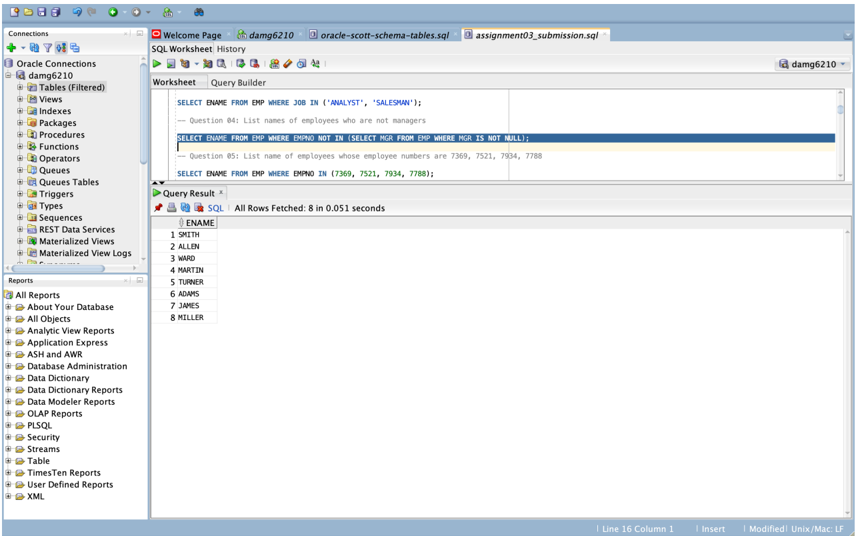 Welcome Page
damg6210
oracle-scott-schema-tables.sql
assignment03_submission.sql
SQL Worksheet History
damg6210
Worksheet Query Builder
SELECT ENAME FROM EMP WHERE JOB IN ('ANALYST', 'SALESMAN');
-- Question 04: List names of employees who are not managers
SELECT ENAME FROM EMP WHERE EMPNO NOT IN (SELECT MGR FROM EMP WHERE MGR IS NOT NULL);
-- Question 05: List name of employees whose employee numbers are 7369, 7521, 7934, 7788
SELECT ENAME FROM EMP WHERE EMPNO IN (7369, 7521, 7934, 7788);
Query Result
SQL | All Rows Fetched: 8 in 0.051 seconds
ENAME
1 SMITH
2 ALLEN
3 WARD
4 MARTIN
5 TURNER
6 ADAMS
7 JAMES
8 MILLER
Connections
Oracle Connections
damg6210
Tables (Filtered)
Views
Indexes
Packages
Procedures
Functions
Operators
Queues
Queues Tables
Triggers
Types
Sequences
REST Data Services
Materialized Views
Materialized View Logs
Reports
All Reports
About Your Database
All Objects
Analytic View Reports
Application Express
ASH and AWR
Database Administration
Data Dictionary
Data Dictionary Reports
Data Modeler Reports
OLAP Reports
PLSQL
Security
Streams
Table
TimesTen Reports
User Defined Reports
XML
Line 16 Column 1 | Insert | Modified | Unix/Mac: LF